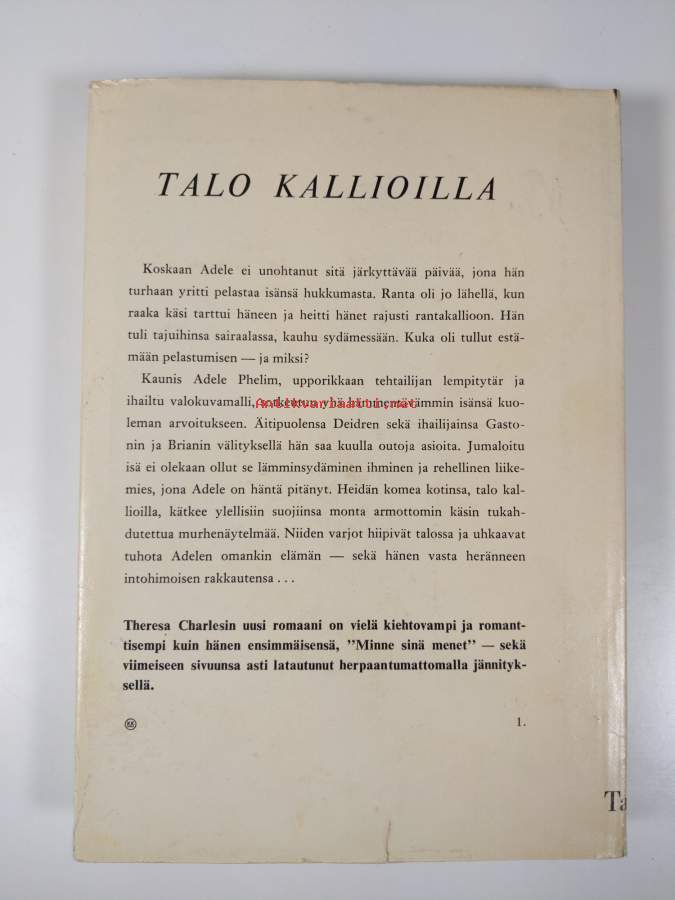 TALO KALLIOILLA
Koskaan Adele ei unohtanut sitä järkyttävää päivää, jona hän
turhaan yritti pelastaa isänsä hukkumasta. Ranta oli jo lähellä, kun
raaka käsi tarttui häneen ja heitti hänet rajusti rantakallioon. Hän
tuli tajuihinsa sairaalassa, kauhu sydämessään. Kuka oli tullut estä-
mään pelastumisen — ja miksi?
Kaunis Adele Phelim, upporikkaan tehtailijan lempitytär ja
ihailtu valokuvamalli, sotkeutuu yhä hämmentävämmin isänsä kuo-
leman arvoitukseen. Äitipuolensa Deidren sekä ihailijainsa Gasto-
nin ja Brianin välityksellä hän saa kuulla outoja asioita. Jumaloitu
isä ei olekaan ollut se lämminsydäminen ihminen ja rehellinen liike-
mies, jona Adele on häntä pitänyt. Heidän komea kotinsa, talo kal-
lioilla, kätkee ylellisiin suojiinsa monta armottomin käsin tukah-
dutettua murhenäytelmää. Niiden varjot hiipivät talossa ja uhkaavat
tuhota Adelen omankin elämän — sekä hänen vasta heränneen
intohimoisen rakkautensa . . .
Theresa Charlesin uusi romaani on vielä kiehtovampi ja romant-
tisempi kuin hänen ensimmäisensä, ”Minne sinä menet” — sekä
viimeiseen sivuunsa asti latautunut herpaantumattomalla jännityk-
sellä.
KK 1.
Ta